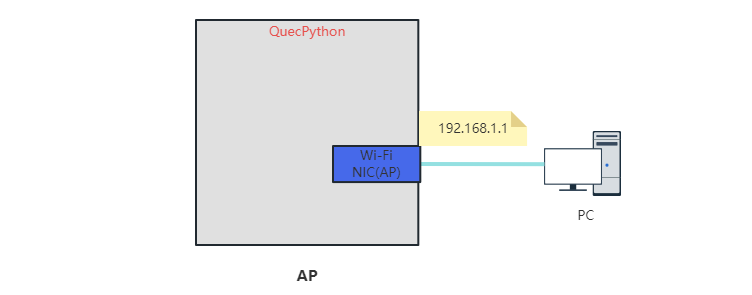 QuecPython
192.168.1.1
Wi-Fi
NIC(AP)
PC
AP